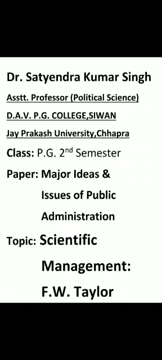 Dr. Satyendra Kumar Singh
Asstt. Professor (Political Science)
D.A.V. P.G. COLLEGE,SIWAN
Jay Prakash University,Chhapra
Class: P.G. 2nd Semester
Paper: Major Ideas &
Issues of Public
Administration
Topic: Scientific
Management:
F.W. Taylor